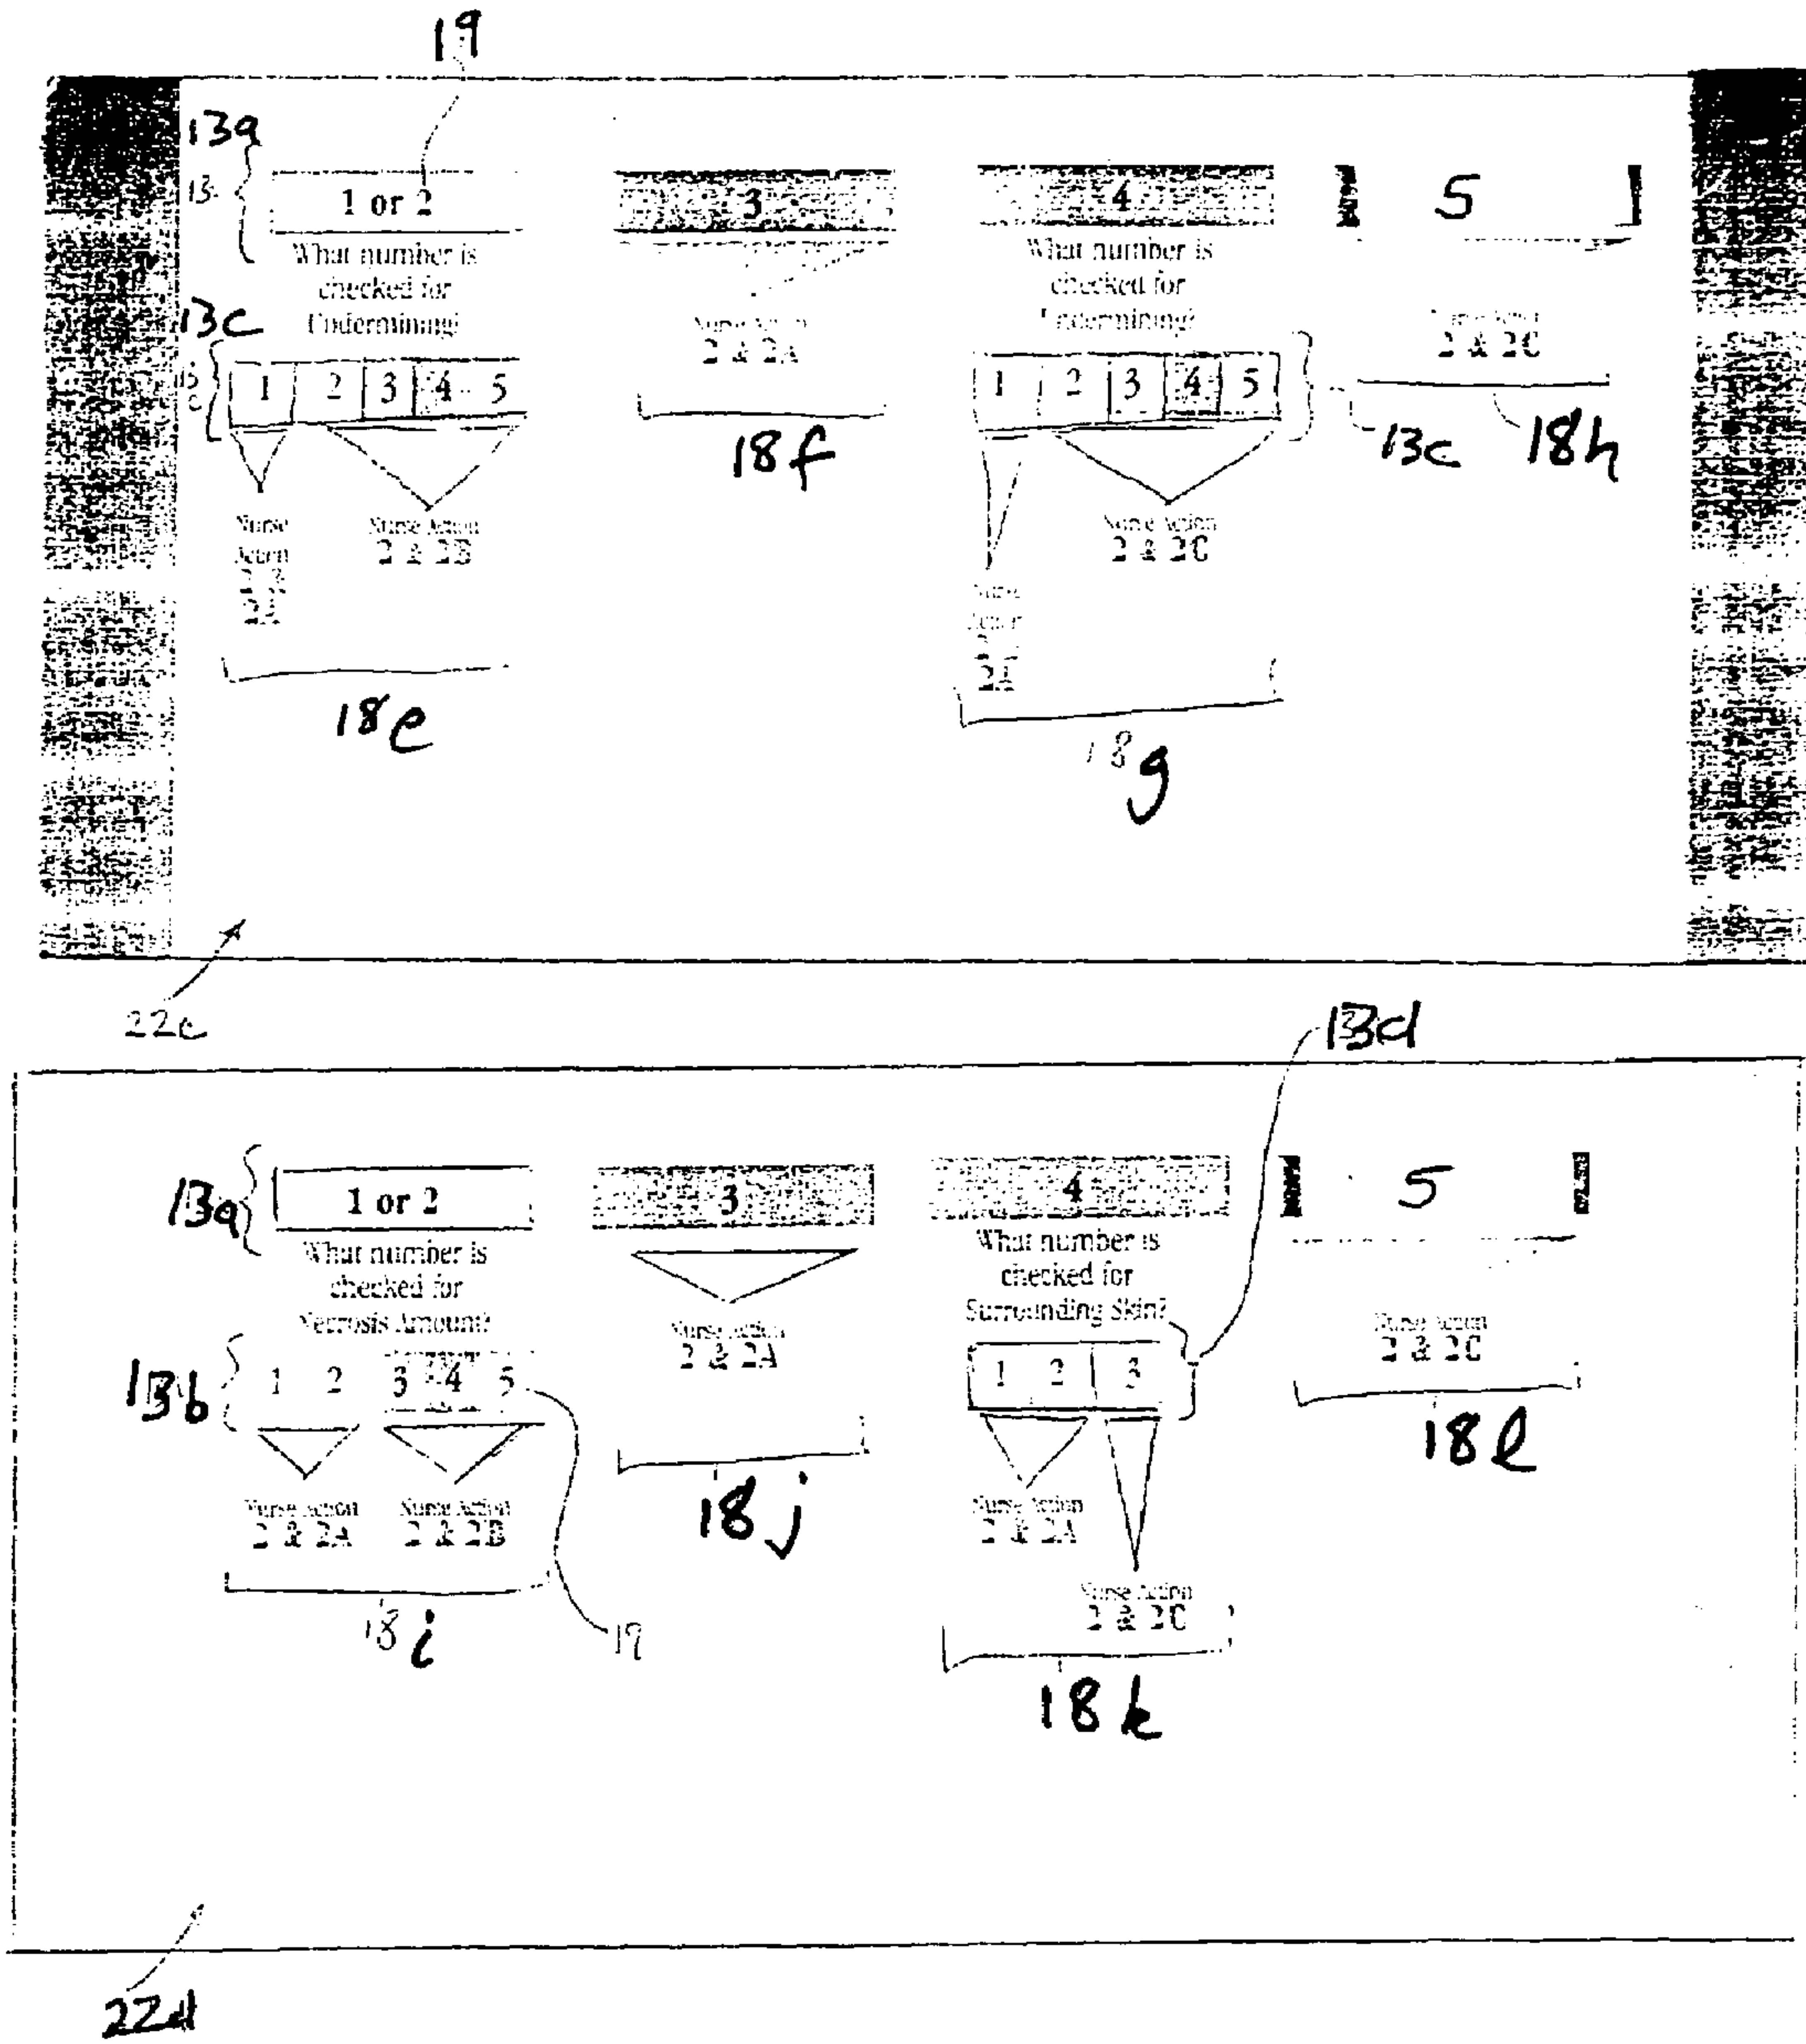 19
13a
13
1 or 2
3
4
5
What number is
checked for
Undermining?
What number is
checked for
Undermining?
13c
1 2 3 4 5
Nurse Action
2 & 2A
1 2 3 4 5
2 & 2C
18f
13c
18h
Nurse
Action
2A
Nurse Action
2 & 2B
Nurse Action
2 & 2C
Nurse
Action
2A
18e
18g
22c
13d
13a
1 or 2
3
4
5
What number is
checked for
Necrosis Amount?
What number is
checked for
Surrounding Skin?
13b
1 2 3 4 5
Nurse Action
2 & 2A
1 2 3
Nurse Action
2 & 2C
18l
Nurse Action
2 & 2A
Nurse Action
2 & 2B
18j
Nurse Action
2 & 2A
Nurse Action
2 & 2C
18i
19
18k
22d